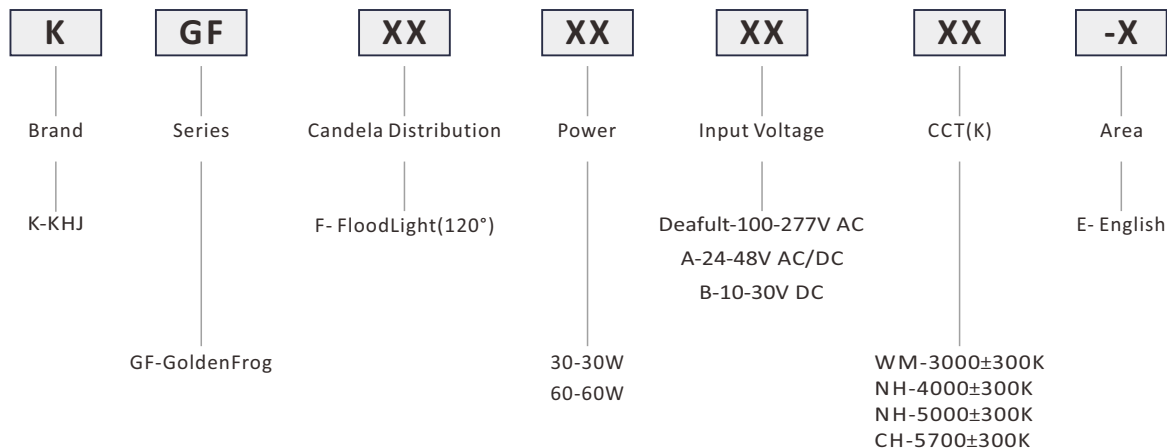 K GF XX XX XX XX -X
Brand Series Candela Distribution Power Input Voltage CCT(K) Area
K-KHJ F- FloodLight(120°) Deafult-100-277V AC E- English
A-24-48V AC/DC
B-10-30V DC
GF-GoldenFrog 30-30W WM-3000±300K
60-60W NH-4000±300K
NH-5000±300K
CH-5700±300K